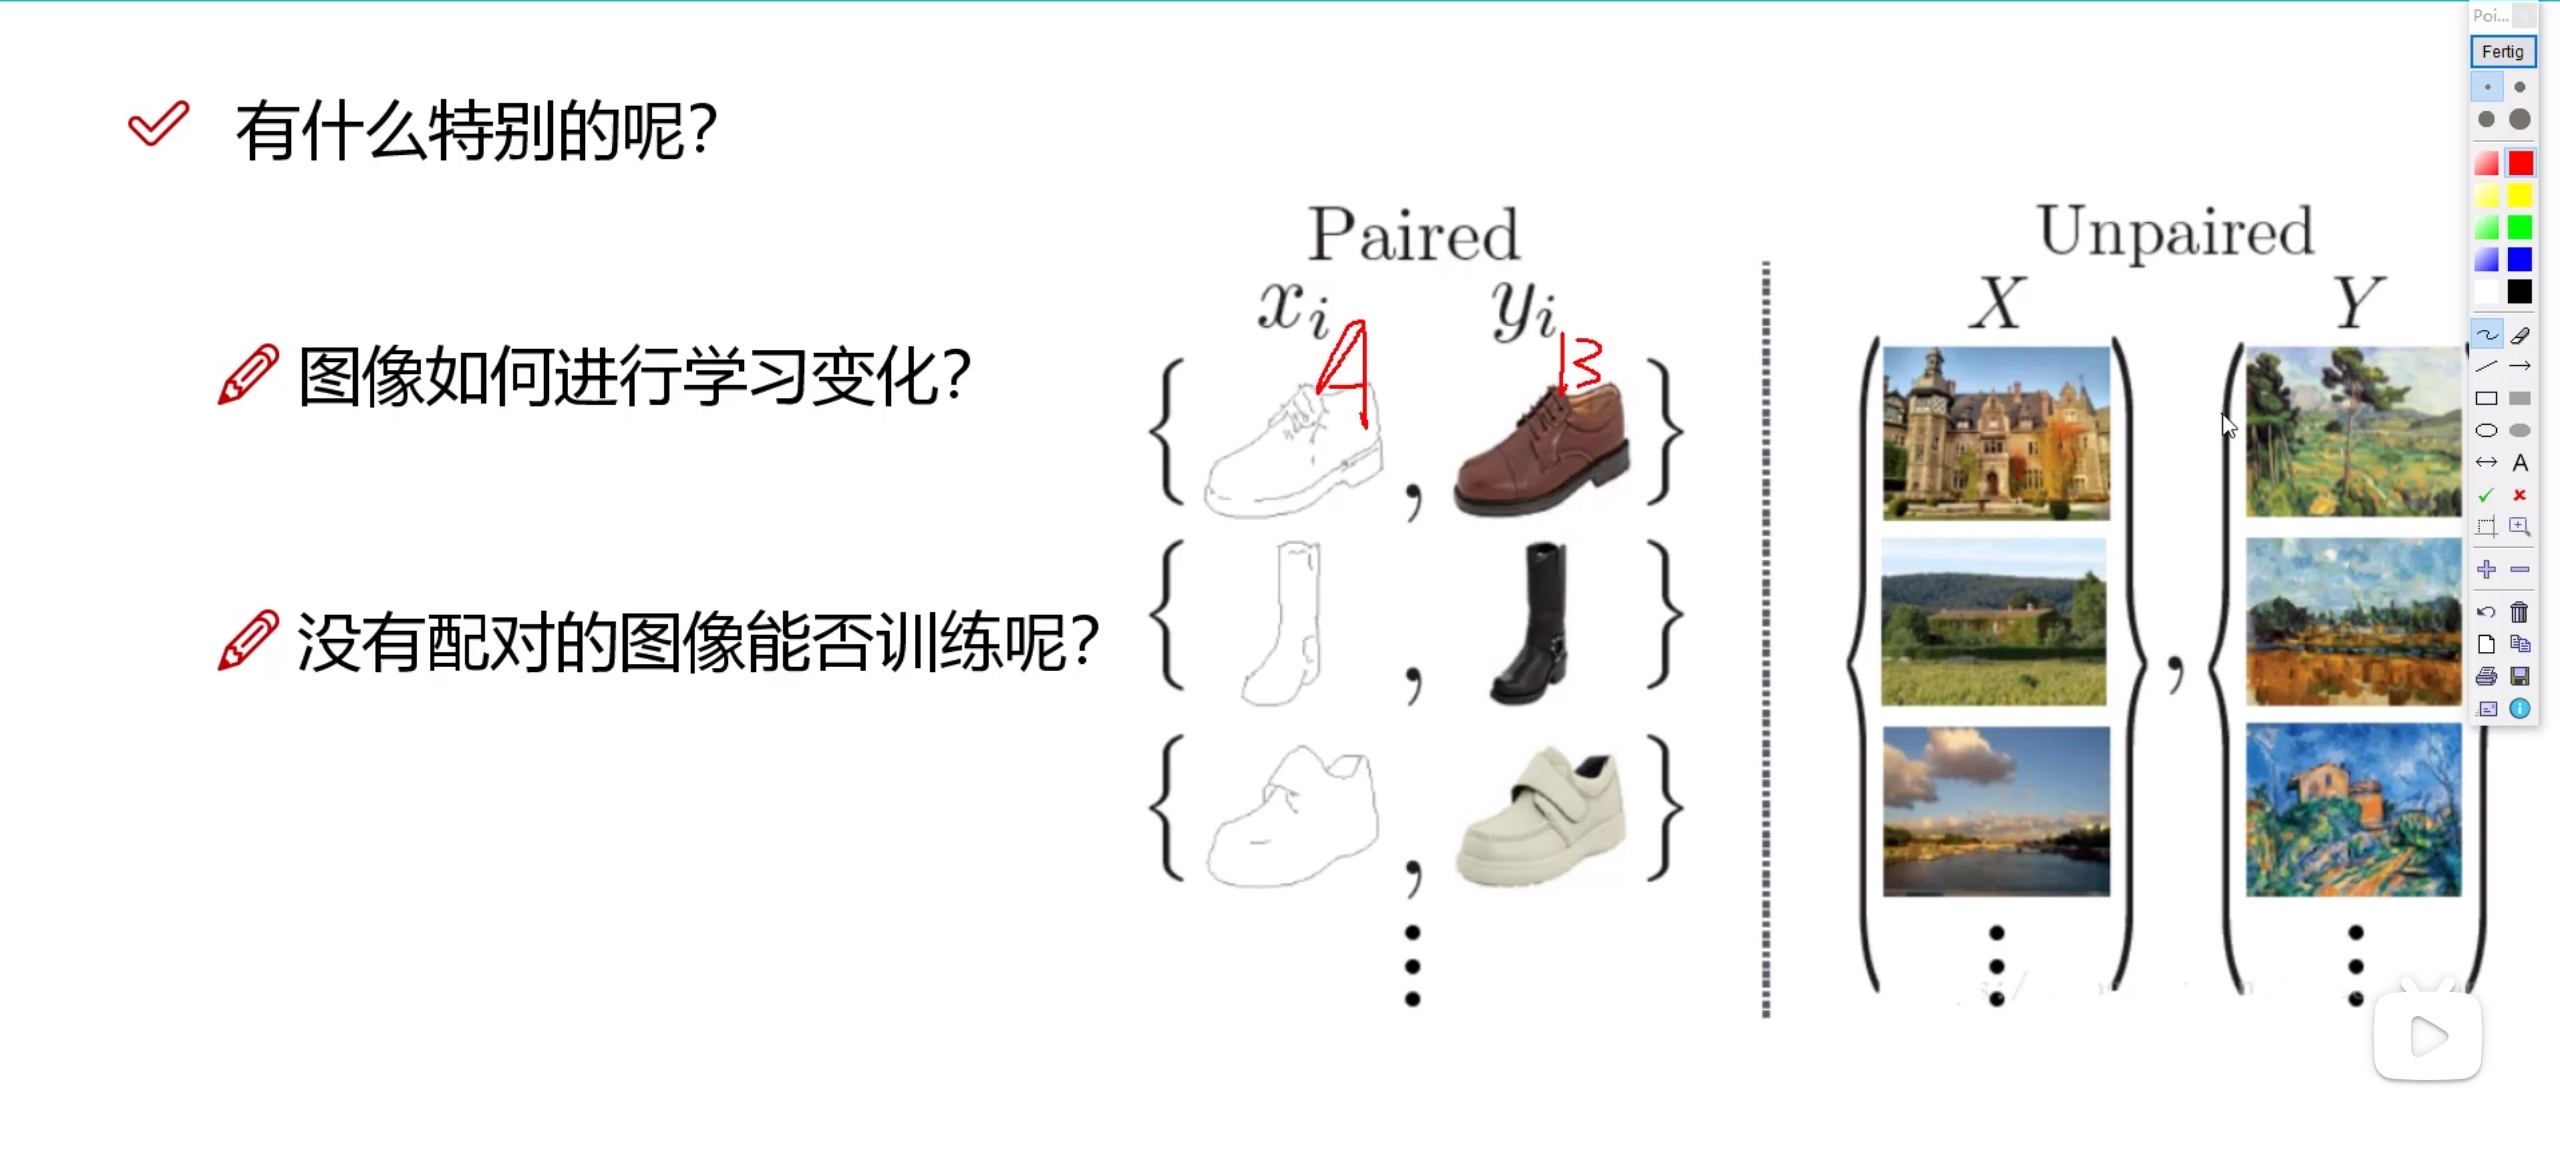 有什么特别的呢?
图像如何进行学习变化?
没有配对的图像能否训练呢?
Paired
x_i y_i
A B
{ , }
{ , }
{ , }
Unpaired
X Y
{ } , { }
Poi...
Fertig
A